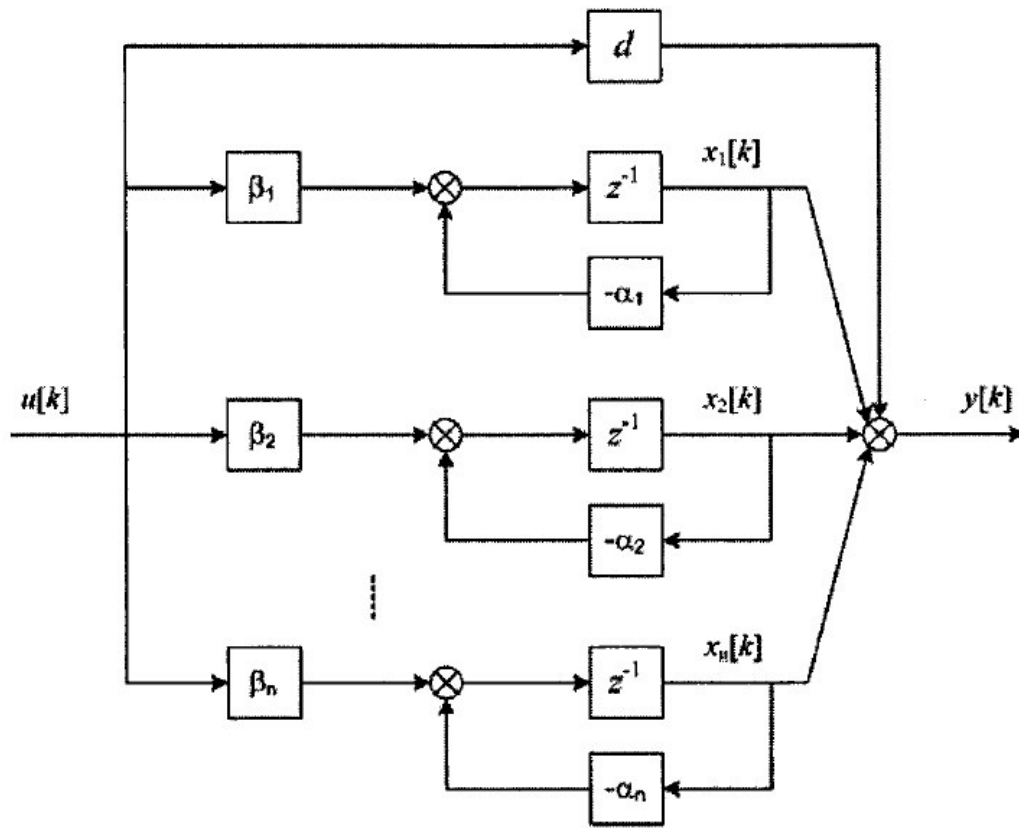 d
x₁[k]
β₁
z⁻¹
-α₁
u[k]
x₂[k]
y[k]
β₂
z⁻¹
-α₂
xₙ[k]
βₙ
z⁻¹
-αₙ